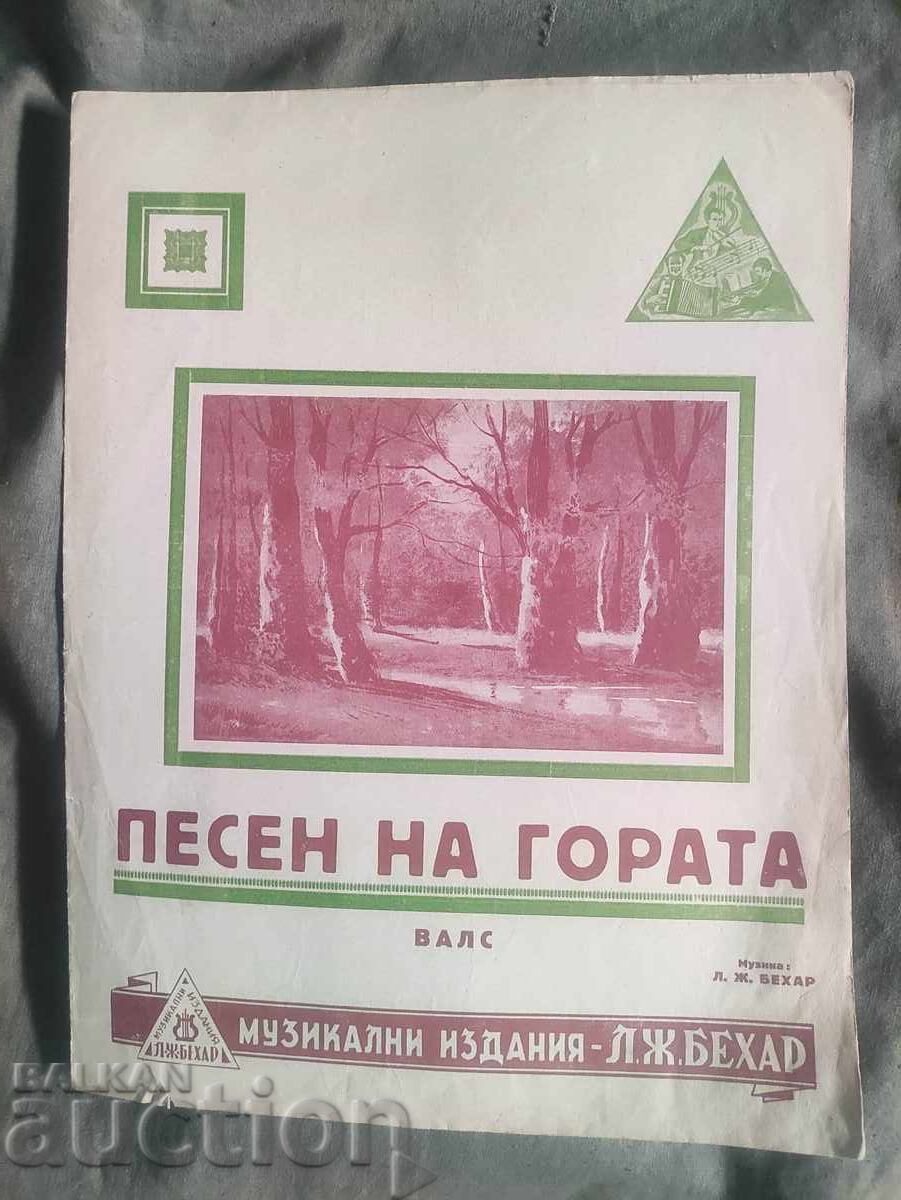 ПЕСЕН НА ГОРАТА
ВАЛС
Музика:
Л. Ж. БЕХАР
МУЗИКАЛНИ ИЗДАНИЯ
Л.Ж.БЕХАР
МУЗИКАЛНИ ИЗДАНИЯ - Л.Ж.БЕХАР
BALKAN
auction